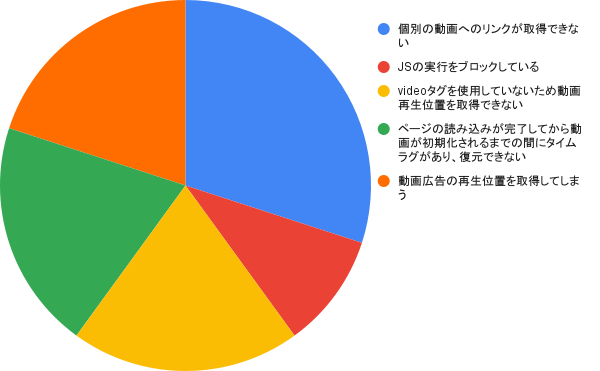 個別の動画へのリンクが取得できな
い
JSの実行をブロックしている
videoタグを使用していないため動画
再生位置を取得できない
ページの読み込みが完了してから動
画が初期化されるまでの間にタイム
ラグがあり、復元できない
動画広告の再生位置を取得してしま
う